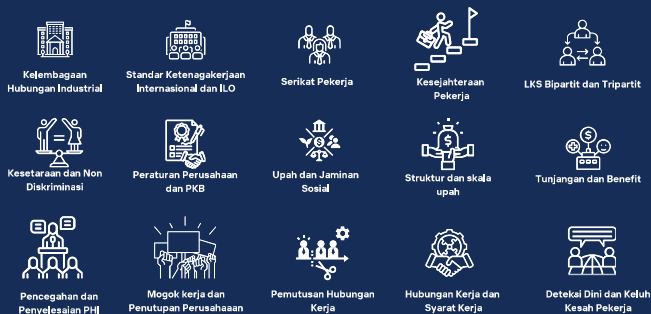 Kelembagaan
Hubungan Industrial
Standar Ketenagakerjaan
Internasional dan ILO
Serikat Pekerja
Kesejahteraan
Pekerja
LKS Bipartit dan Tripartit
Kesetaraan dan Non
Diskriminasi
Peraturan Perusahaan
dan PKB
Upah dan Jaminan
Sosial
Struktur dan skala
upah
Tunjangan dan Benefit
Pencegahan dan
Penyelesaian PHI
Mogok kerja dan
Penutupan Perusahaaan
Pemutusan Hubungan
Kerja
Hubungan Kerja dan
Syarat Kerja
Detekai Dini dan Keluh
Kesah Pekerja